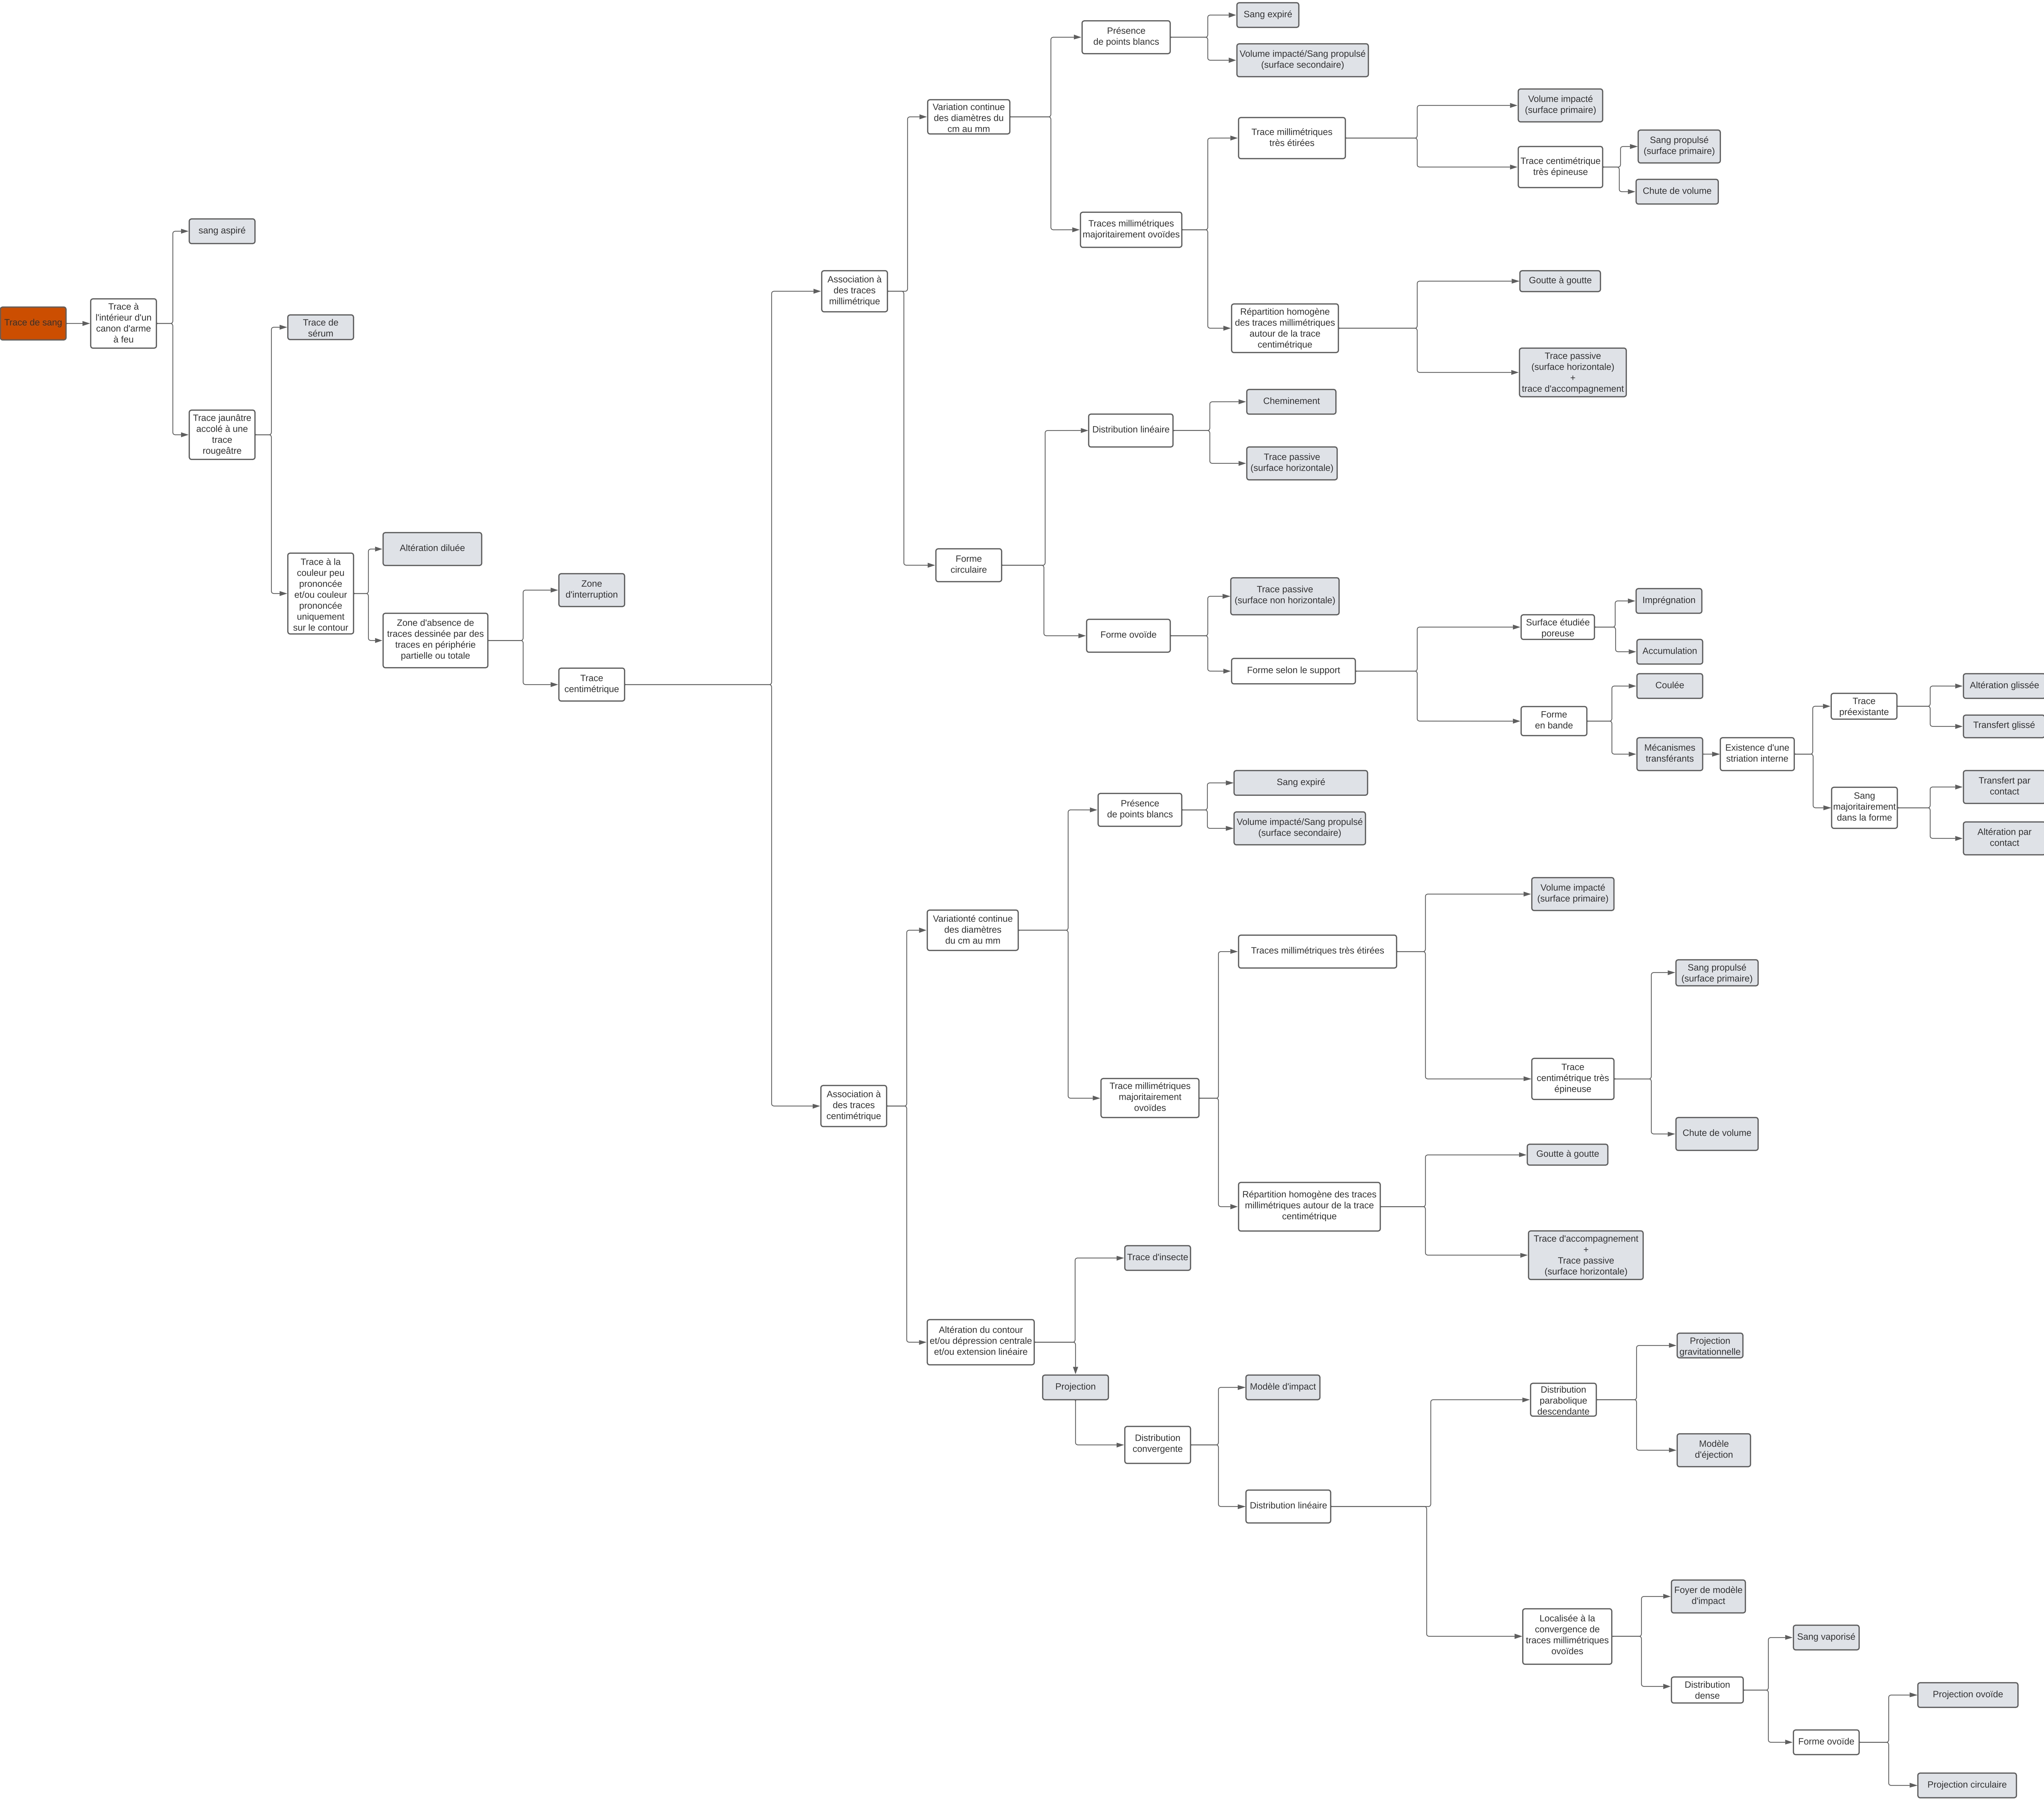 Trace de sang
Trace à
l'intérieur d'un
canon d'arme
à feu
sang aspiré
Trace jaunâtre
accolé à une
trace
rougeâtre
Trace de
sérum
Trace à la
couleur peu
prononcée
et/ou couleur
prononcée
uniquement
sur le contour
Altération diluée
Zone d'absence de
traces dessinée par des
traces en périphérie
partielle ou totale
Zone
d'interruption
Trace
centimétrique
Association à
des traces
millimétrique
Variation continue
des diamètres du
cm au mm
Présence
de points blancs
Sang expiré
Volume impacté/Sang propulsé
(surface secondaire)
Traces millimétriques
majoritairement ovoïdes
Trace millimétriques
très étirées
Volume impacté
(surface primaire)
Trace centimétrique
très épineuse
Sang propulsé
(surface primaire)
Chute de volume
Répartition homogène
des traces millimétriques
autour de la trace
centimétrique
Goutte à goutte
Trace passive
(surface horizontale)
+
trace d'accompagnement
Forme
circulaire
Distribution linéaire
Cheminement
Trace passive
(surface horizontale)
Forme ovoïde
Trace passive
(surface non horizontale)
Forme selon le support
Surface étudiée
poreuse
Imprégnation
Accumulation
Forme
en bande
Coulée
Mécanismes
transférants
Existence d'une
striation interne
Trace
préexistante
Altération glissée
Transfert glissé
Sang
majoritairement
dans la forme
Transfert par
contact
Altération par
contact
Association à
des traces
centimétrique
Variationté continue
des diamètres
du cm au mm
Présence
de points blancs
Sang expiré
Volume impacté/Sang propulsé
(surface secondaire)
Trace millimétriques
majoritairement
ovoïdes
Traces millimétriques très étirées
Volume impacté
(surface primaire)
Trace
centimétrique très
épineuse
Sang propulsé
(surface primaire)
Chute de volume
Répartition homogène des traces
millimétriques autour de la trace
centimétrique
Goutte à goutte
Trace d'accompagnement
+
Trace passive
(surface horizontale)
Altération du contour
et/ou dépression centrale
et/ou extension linéaire
Trace d'insecte
Projection
Distribution
convergente
Modèle d'impact
Distribution linéaire
Distribution
parabolique
descendante
Projection
gravitationnelle
Modèle
d'éjection
Localisée à la
convergence de
traces millimétriques
ovoïdes
Foyer de modèle
d'impact
Distribution
dense
Sang vaporisé
Forme ovoïde
Projection ovoïde
Projection circulaire